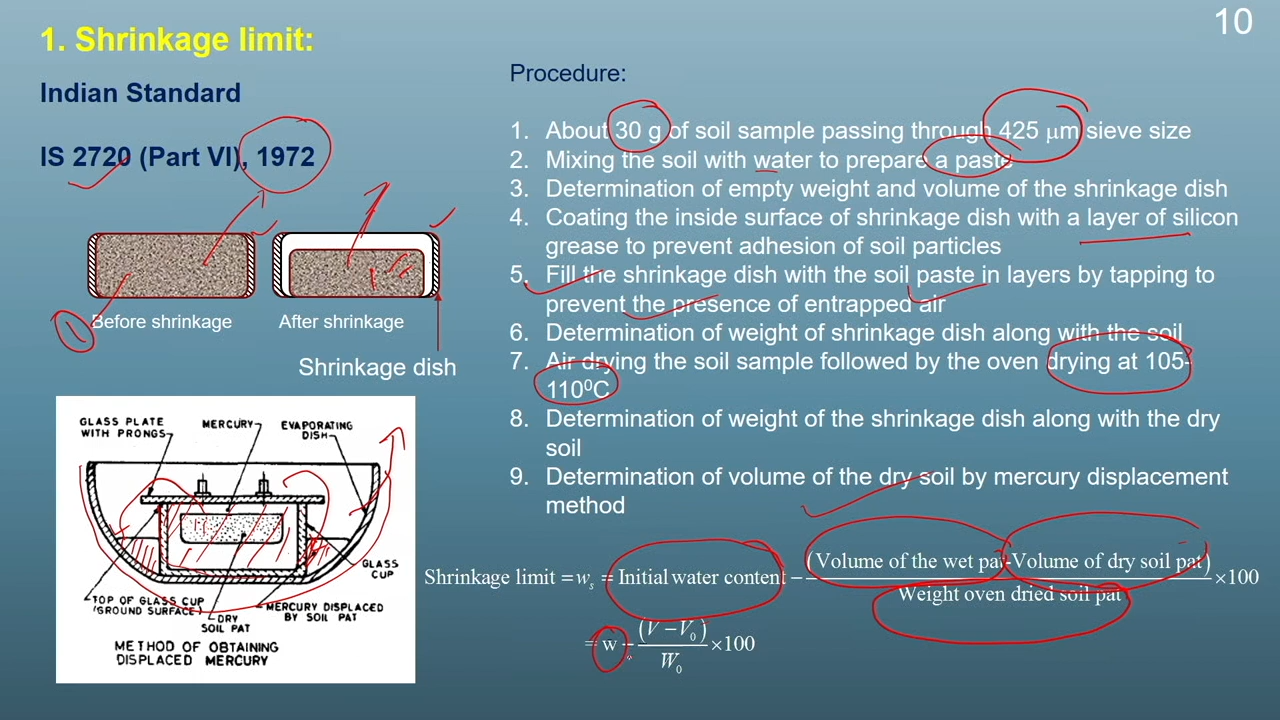 10
1. Shrinkage limit:
Indian Standard
IS 2720 (Part VI), 1972
Before shrinkage
After shrinkage
Shrinkage dish
GLASS PLATE
WITH PRONGS
MERCURY
EVAPORATING
DISH
GLASS
CUP
TOP OF GLASS CUP
(GROUND SURFACE)
DRY
SOIL PAT
MERCURY DISPLACED
BY SOIL PAT
METHOD OF OBTAINING
DISPLACED MERCURY
Procedure:
1. About 30 g of soil sample passing through 425 μm sieve size
2. Mixing the soil with water to prepare a paste
3. Determination of empty weight and volume of the shrinkage dish
4. Coating the inside surface of shrinkage dish with a layer of silicon
grease to prevent adhesion of soil particles
5. Fill the shrinkage dish with the soil paste in layers by tapping to
prevent the presence of entrapped air
6. Determination of weight of shrinkage dish along with the soil
7. Air drying the soil sample followed by the oven drying at 105-
110⁰C
8. Determination of weight of the shrinkage dish along with the dry
soil
9. Determination of volume of the dry soil by mercury displacement
method
Shrinkage limit = wₛ = Initial water content − (Volume of the wet pat-Volume of dry soil pat) / Weight oven dried soil pat ×100
= w − (V − V₀) / W₀ ×100